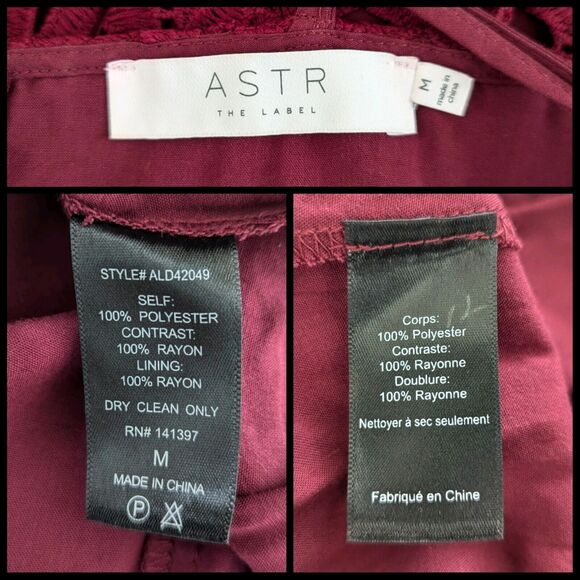 ASTR
THE LABEL
M
made in
china
STYLE# ALD42049
SELF:
100% POLYESTER
CONTRAST:
100% RAYON
LINING:
100% RAYON
DRY CLEAN ONLY
RN# 141397
M
MADE IN CHINA
P A
Corps:
100% Polyester
Contraste:
100% Rayonne
Doublure:
100% Rayonne
Nettoyer à sec seulement
Fabriqué en Chine